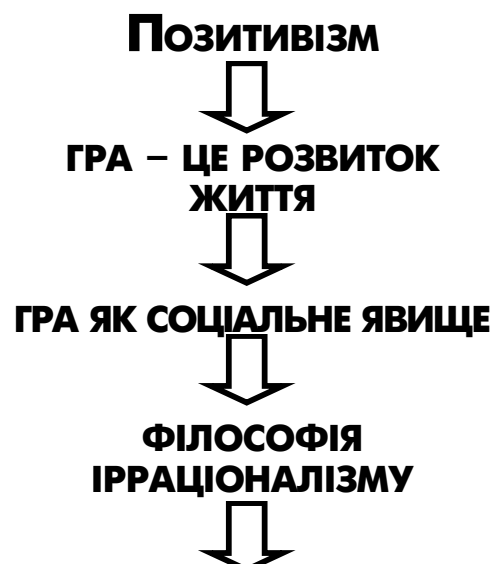 Позитивізм
ГРА – ЦЕ РОЗВИТОК
ЖИТТЯ
ГРА ЯК СОЦІАЛЬНЕ ЯВИЩЕ
ФІЛОСОФІЯ
ІРРАЦІОНАЛІЗМУ